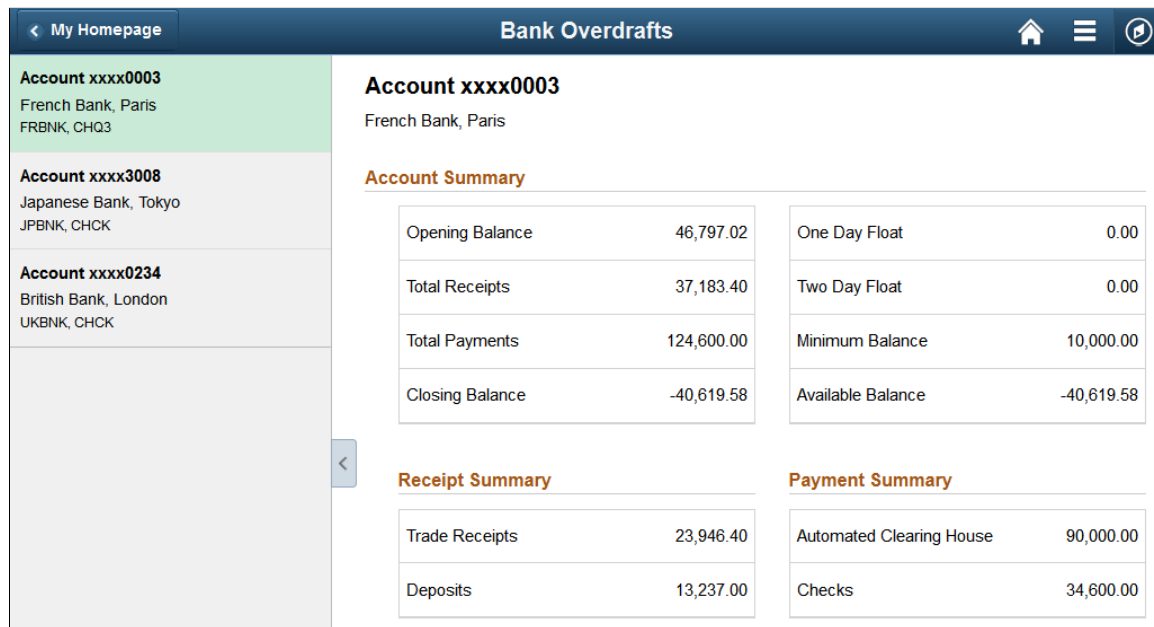 My Homepage
Bank Overdrafts
Account xxxx0003
French Bank, Paris
FRBNK, CHQ3
Account xxxx3008
Japanese Bank, Tokyo
JPBNK, CHCK
Account xxxx0234
British Bank, London
UKBNK, CHCK
Account xxxx0003
French Bank, Paris
Account Summary
Opening Balance 46,797.02
Total Receipts 37,183.40
Total Payments 124,600.00
Closing Balance -40,619.58
One Day Float 0.00
Two Day Float 0.00
Minimum Balance 10,000.00
Available Balance -40,619.58
Receipt Summary
Trade Receipts 23,946.40
Deposits 13,237.00
Payment Summary
Automated Clearing House 90,000.00
Checks 34,600.00